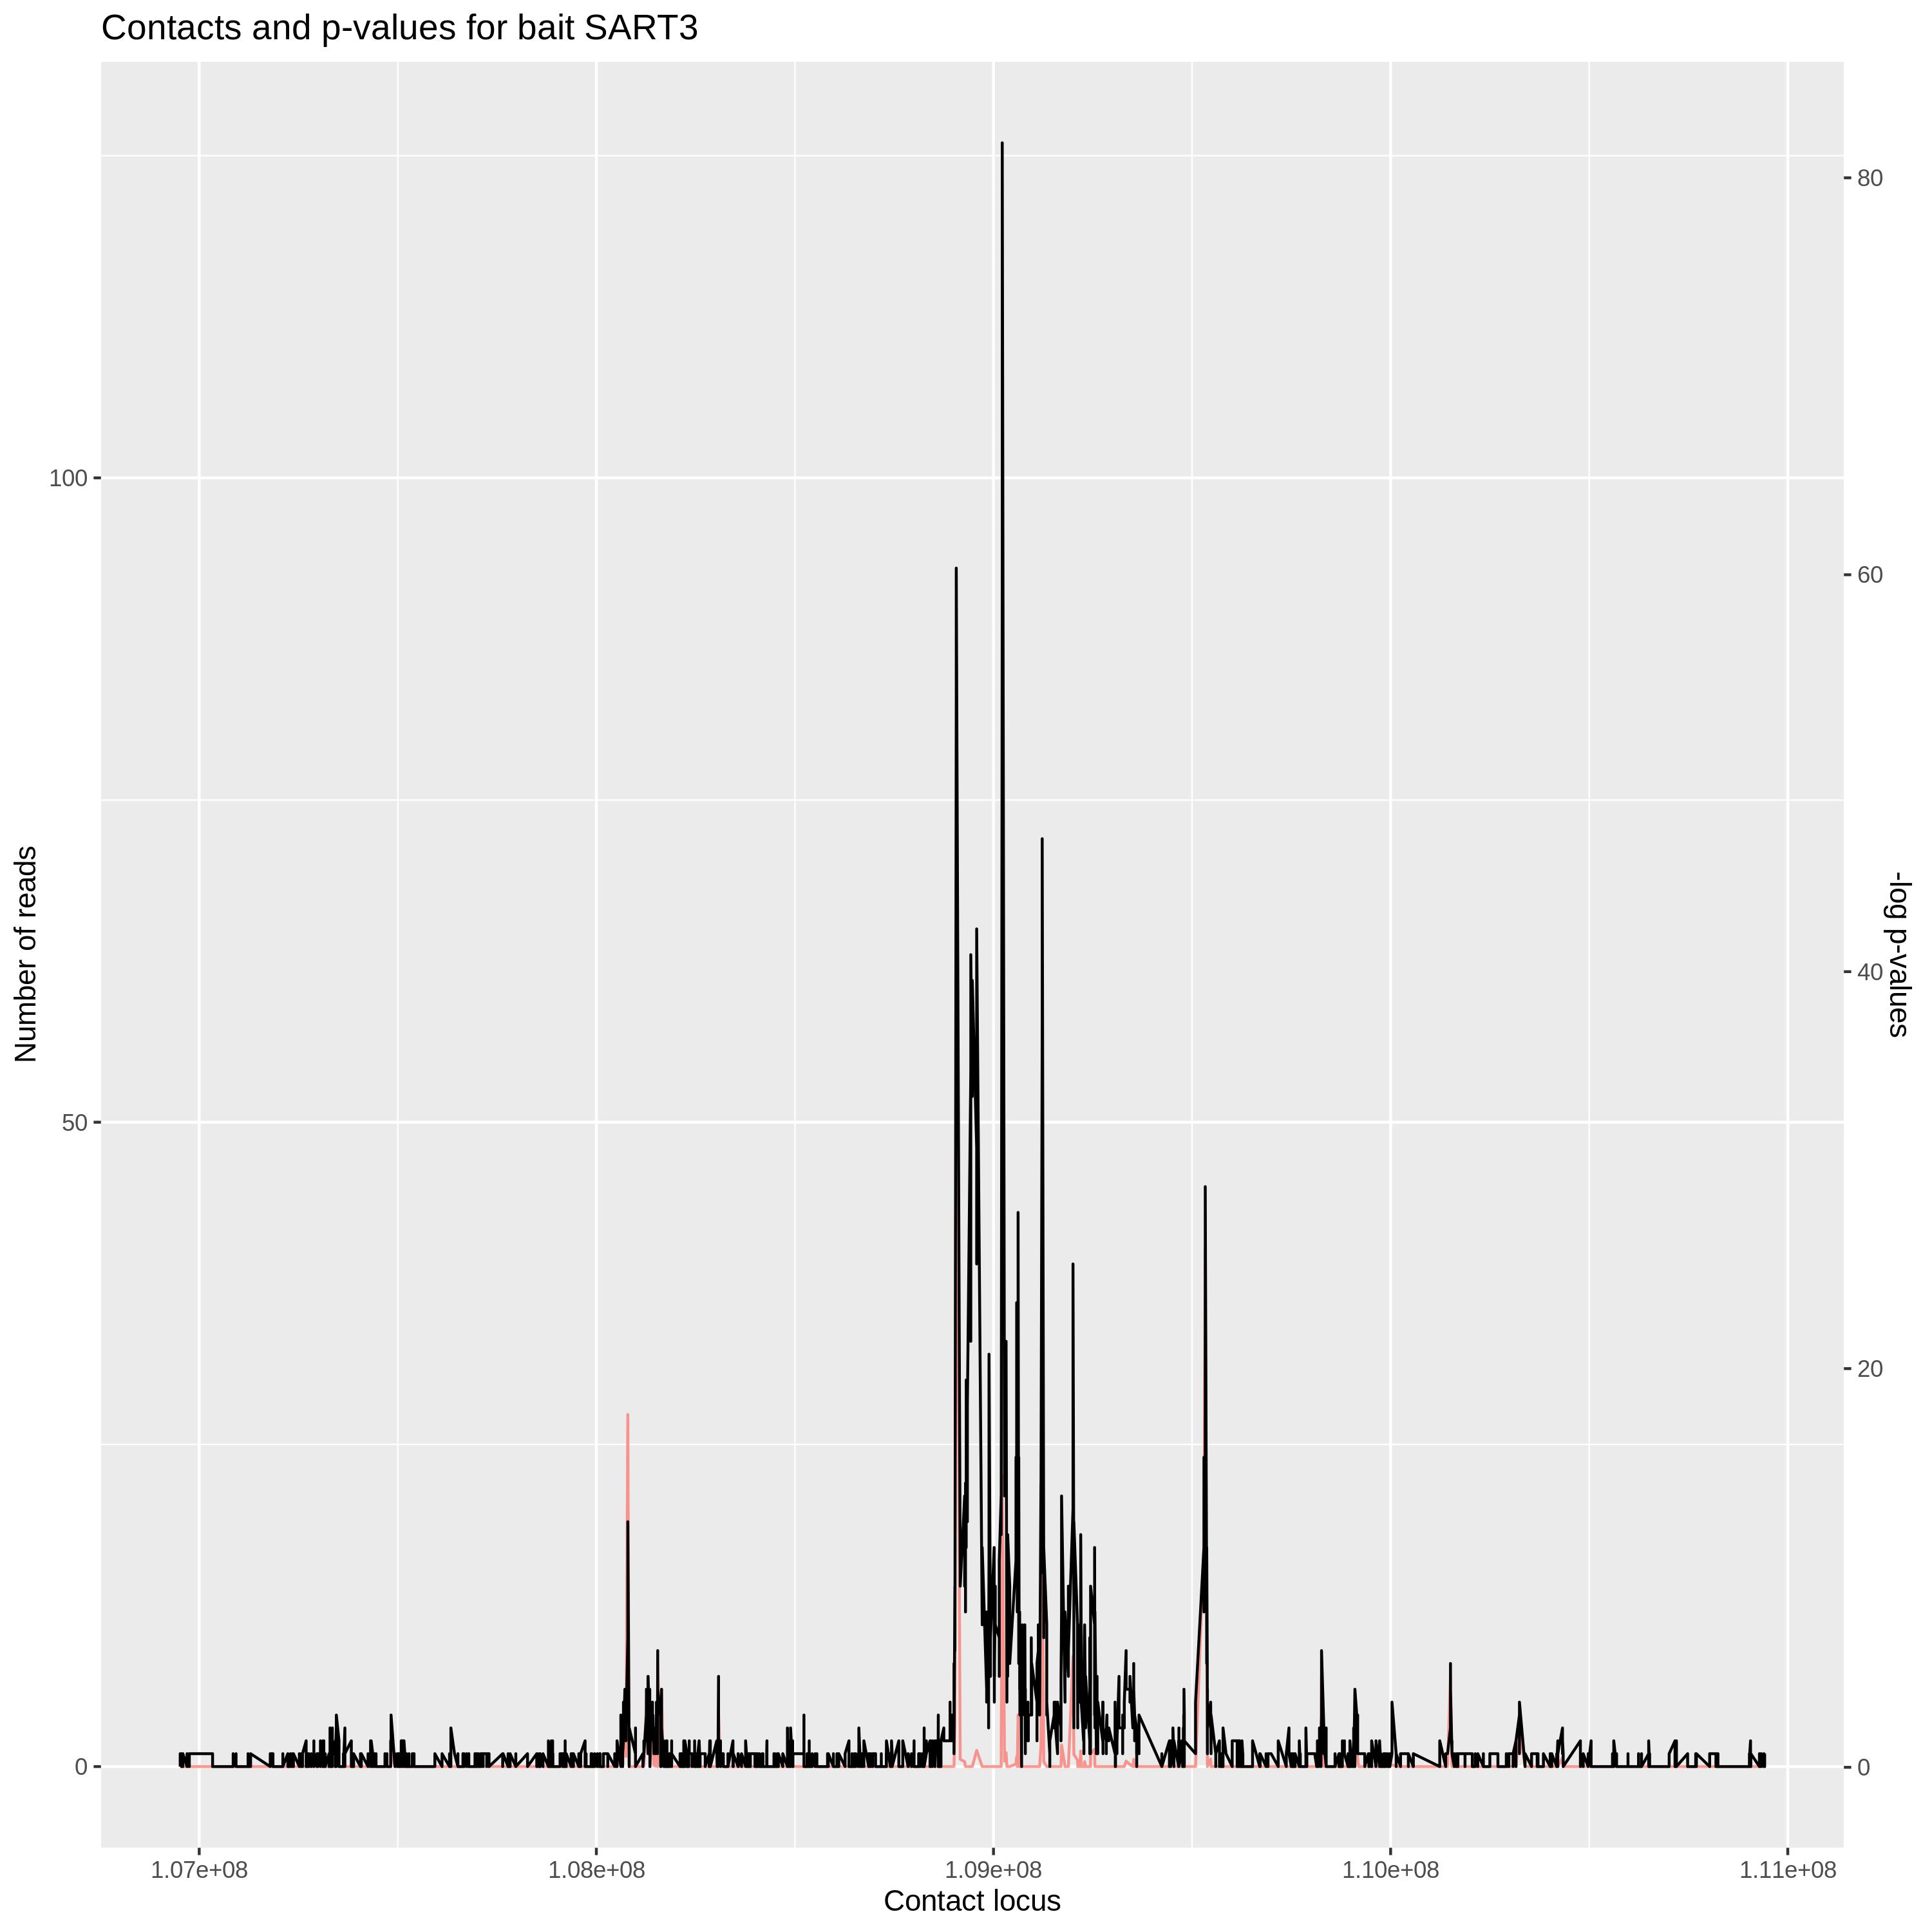 Contacts and p-values for bait SART3
100
50
0
Number of reads
80
60
40
20
0
-log p-values
1.07e+08 1.08e+08 1.09e+08 1.10e+08 1.11e+08
Contact locus